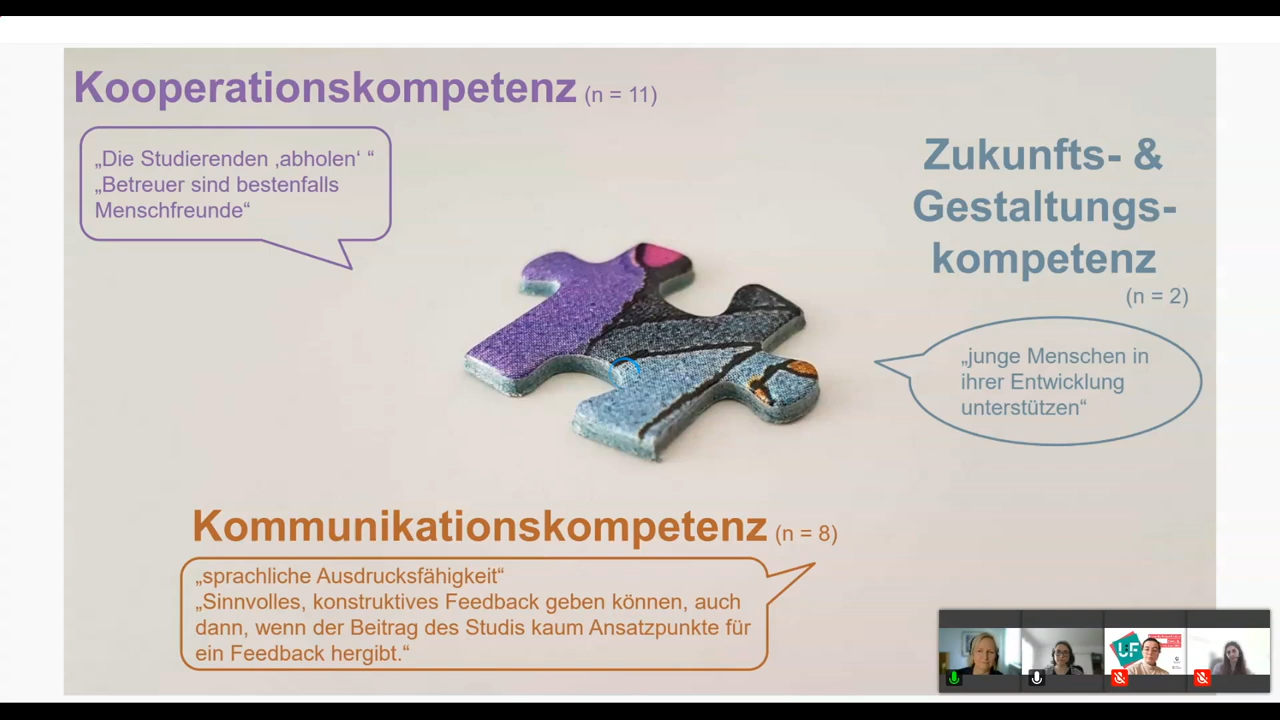 Kooperationskompetenz (n = 11)
„Die Studierenden ‚abholen‘ “
„Betreuer sind bestenfalls
Menschfreunde“
Zukunfts- &
Gestaltungs-
kompetenz
(n = 2)
„junge Menschen in
ihrer Entwicklung
unterstützen“
Kommunikationskompetenz (n = 8)
„sprachliche Ausdrucksfähigkeit“
„Sinnvolles, konstruktives Feedback geben können, auch
dann, wenn der Beitrag des Studis kaum Ansatzpunkte für
ein Feedback hergibt.“